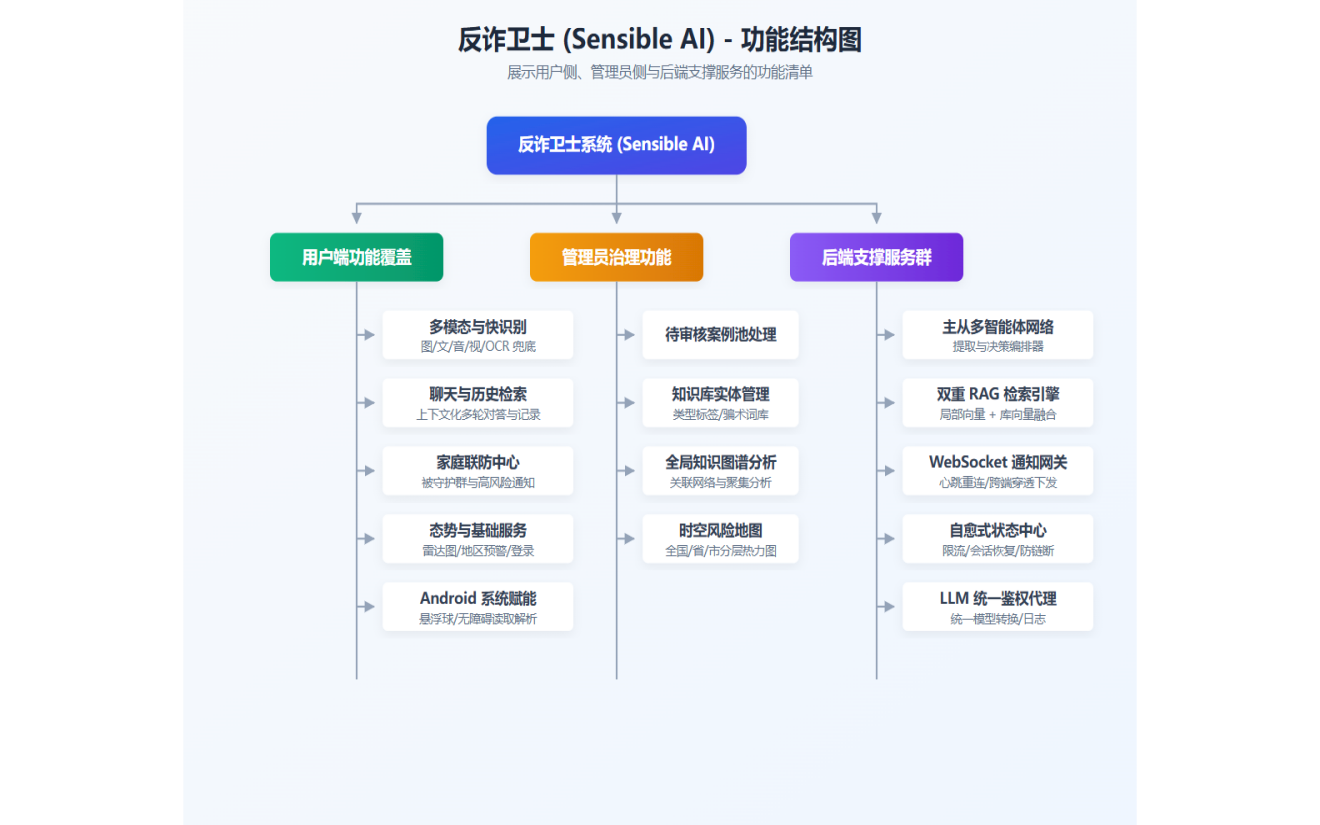 反诈卫士 (Sensible AI) - 功能结构图
展示用户侧、管理员侧与后端支撑服务的功能清单
反诈卫士系统 (Sensible AI)
用户端功能覆盖
多模态与快识别
图/文/音/视/OCR 兜底
聊天与历史检索
上下文化多轮对答与记录
家庭联防中心
被守护群与高风险通知
态势与基础服务
雷达图/地区预警/登录
Android 系统赋能
悬浮球/无障碍读取解析
管理员治理功能
待审核案例池处理
知识库实体管理
类型标签/骗术词库
全局知识图谱分析
关联网络与聚集分析
时空风险地图
全国/省/市分层热力图
后端支撑服务群
主从多智能体网络
提取与决策编排器
双重 RAG 检索引擎
局部向量 + 库向量融合
WebSocket 通知网关
心跳重连/跨端穿透下发
自愈式状态中心
限流/会话恢复/防链断
LLM 统一鉴权代理
统一模型转换/日志